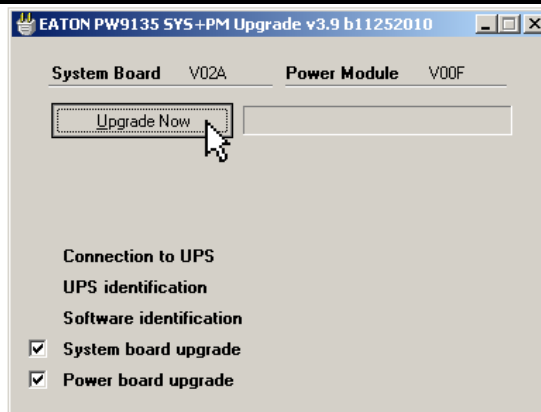 EATON PW9135 SYS+PM Upgrade v3.9 b11252010
System Board V02A Power Module V00F
Upgrade Now
Connection to UPS
UPS identification
Software identification
System board upgrade
Power board upgrade